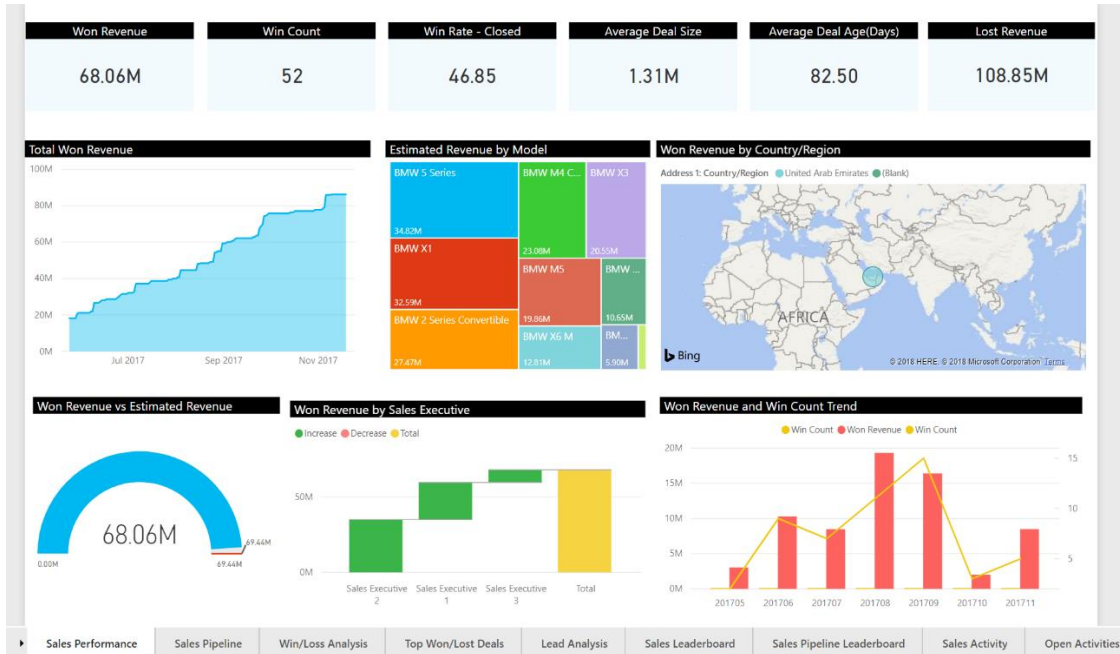 Won Revenue
68.06M
Win Count
52
Win Rate - Closed
46.85
Average Deal Size
1.31M
Average Deal Age(Days)
82.50
Lost Revenue
108.85M
Total Won Revenue
100M
80M
60M
40M
20M
0M
Jul 2017 Sep 2017 Nov 2017
Estimated Revenue by Model
BMW 5 Series
34.82M
BMW X1
32.59M
BMW 2 Series Convertible
27.47M
BMW M4 C...
23.08M
BMW X3
20.55M
BMW M5
19.86M
BMW ...
10.65M
BMW X6 M
12.81M
BM...
5.90M
Won Revenue by Country/Region
Address 1: Country/Region United Arab Emirates (Blank)
AFRICA
Bing
© 2018 HERE, © 2018 Microsoft Corporation Terms
Won Revenue vs Estimated Revenue
68.06M
0.00M
69.44M
69.44M
Won Revenue by Sales Executive
Increase Decrease Total
50M
0M
Sales Executive 2
Sales Executive 1
Sales Executive 3
Total
Won Revenue and Win Count Trend
Win Count Won Revenue Win Count
20M
15M
10M
5M
0M
15
10
5
201705 201706 201707 201708 201709 201710 201711
Sales Performance Sales Pipeline Win/Loss Analysis Top Won/Lost Deals Lead Analysis Sales Leaderboard Sales Pipeline Leaderboard Sales Activity Open Activities